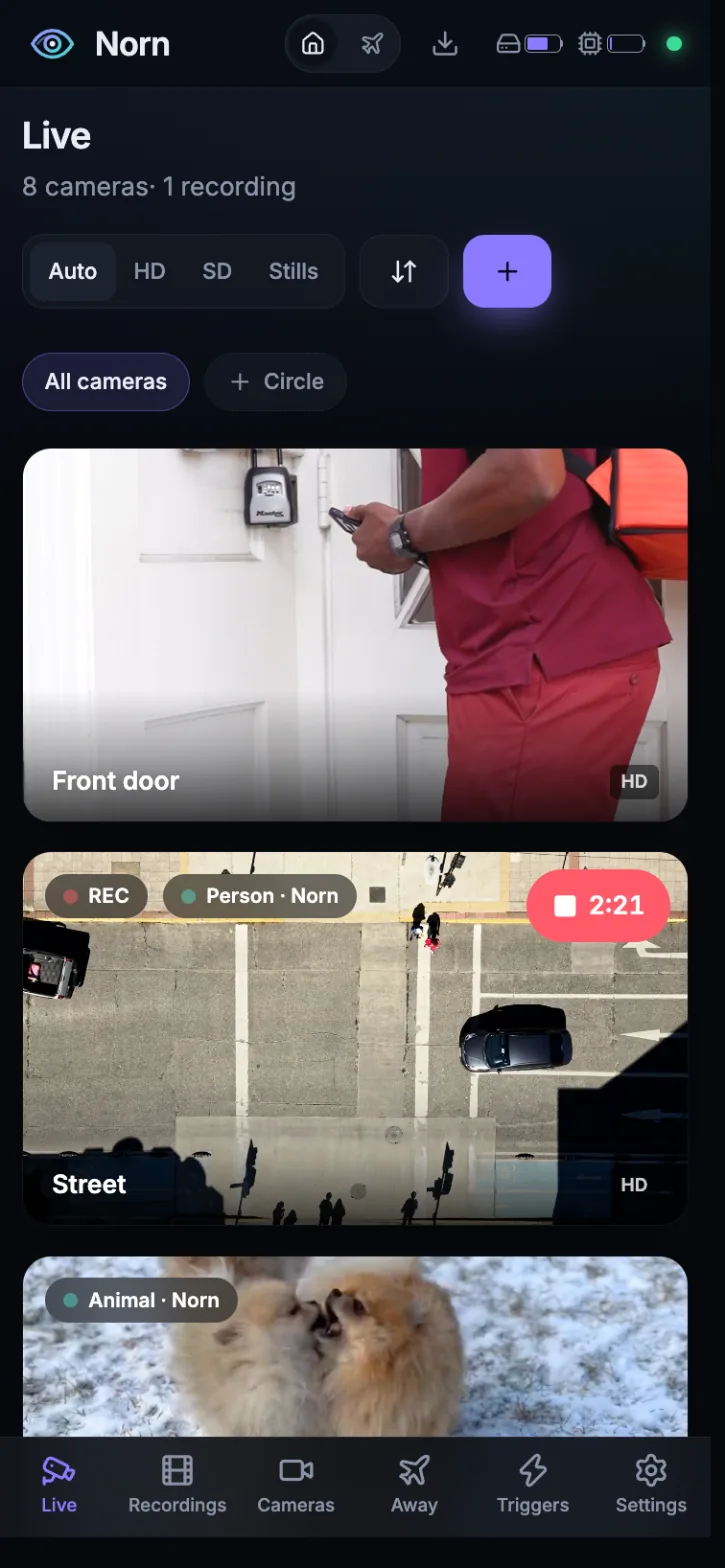 Norn
Live
8 cameras· 1 recording
Auto HD SD Stills
All cameras + Circle
Master
Front door HD
REC Person · Norn 2:21
Street HD
Animal · Norn
Live Recordings Cameras Away Triggers Settings